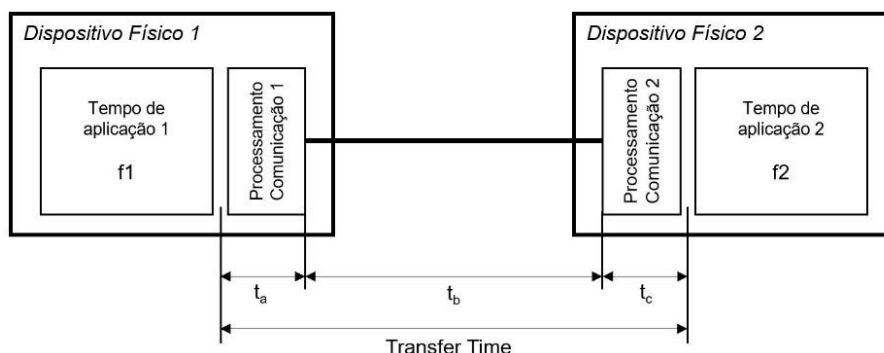 Dispositivo Físico 1
Tempo de
aplicação 1
f1
Processamento
Comunicação 1
Dispositivo Físico 2
Processamento
Comunicação 2
Tempo de
aplicação 2
f2
ta
tb
tc
Transfer Time